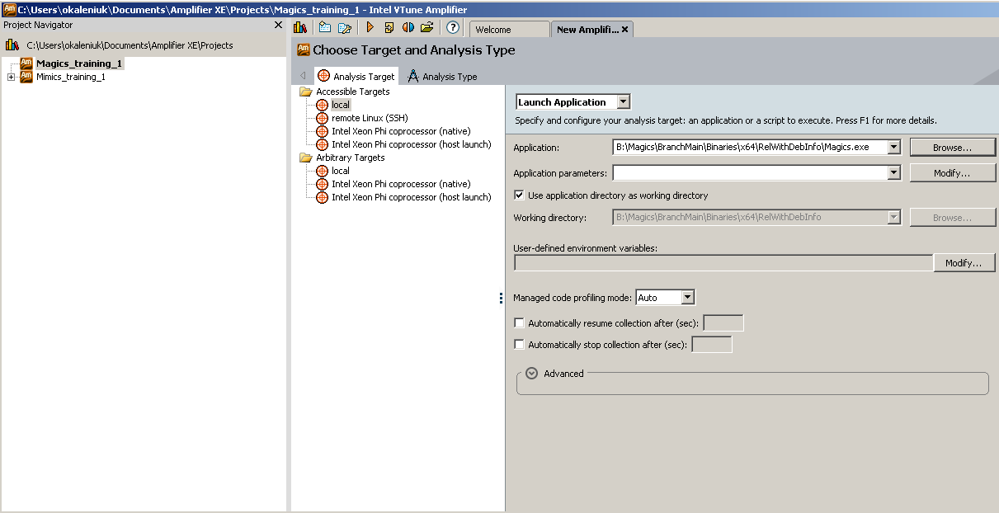 C:\Users\okaleniuk\Documents\Amplifier XE\Projects\Magics_training_1 - Intel VTune Amplifier
Project Navigator
C:\Users\okaleniuk\Documents\Amplifier XE\Projects
Magics_training_1
Mimics_training_1
Welcome
New Amplifi...
Choose Target and Analysis Type
Analysis Target
Analysis Type
Accessible Targets
local
remote Linux (SSH)
Intel Xeon Phi coprocessor (native)
Intel Xeon Phi coprocessor (host launch)
Arbitrary Targets
local
Intel Xeon Phi coprocessor (native)
Intel Xeon Phi coprocessor (host launch)
Launch Application
Specify and configure your analysis target: an application or a script to execute. Press F1 for more details.
Application: B:\Magics\BranchMain\Binaries\x64\RelWithDebInfo\Magics.exe Browse...
Application parameters: Modify...
Use application directory as working directory
Working directory: B:\Magics\BranchMain\Binaries\x64\RelWithDebInfo Browse...
User-defined environment variables:
Modify...
Managed code profiling mode: Auto
Automatically resume collection after (sec):
Automatically stop collection after (sec):
Advanced